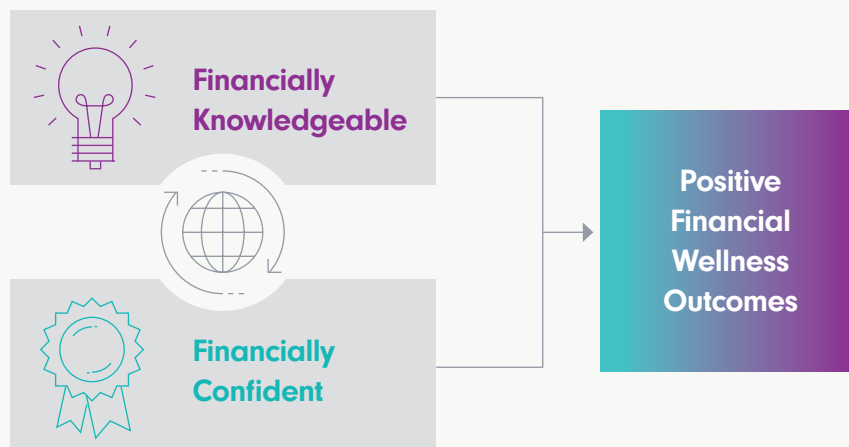 Financially
Knowledgeable
Financially
Confident
Positive
Financial
Wellness
Outcomes